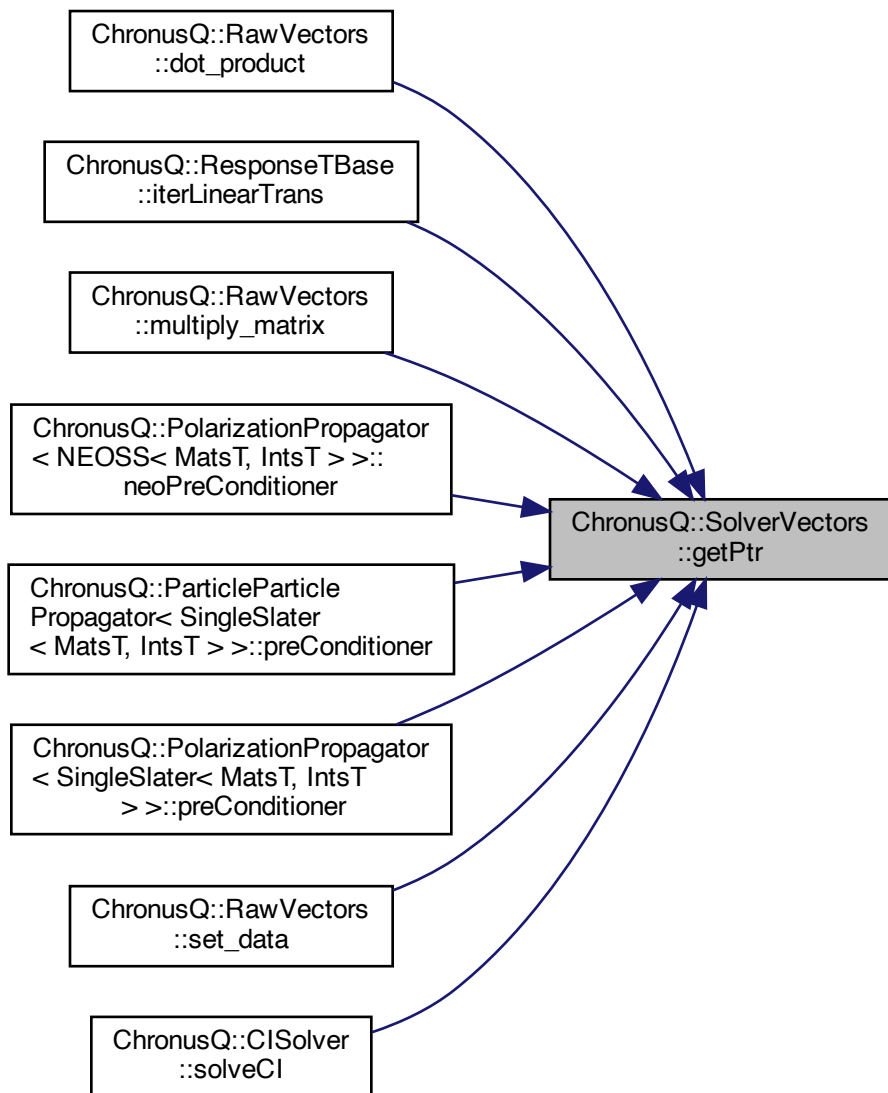 ChronusQ::RawVectors
::dot_product
ChronusQ::ResponseTBase
::iterLinearTrans
ChronusQ::RawVectors
::multiply_matrix
ChronusQ::PolarizationPropagator
< NEOSS< MatsT, IntsT > >::
neoPreConditioner
ChronusQ::SolverVectors
::getPtr
ChronusQ::ParticleParticle
Propagator< SingleSlater
< MatsT, IntsT > >::preConditioner
ChronusQ::PolarizationPropagator
< SingleSlater< MatsT, IntsT
> >::preConditioner
ChronusQ::RawVectors
::set_data
ChronusQ::CISolver
::solveCI